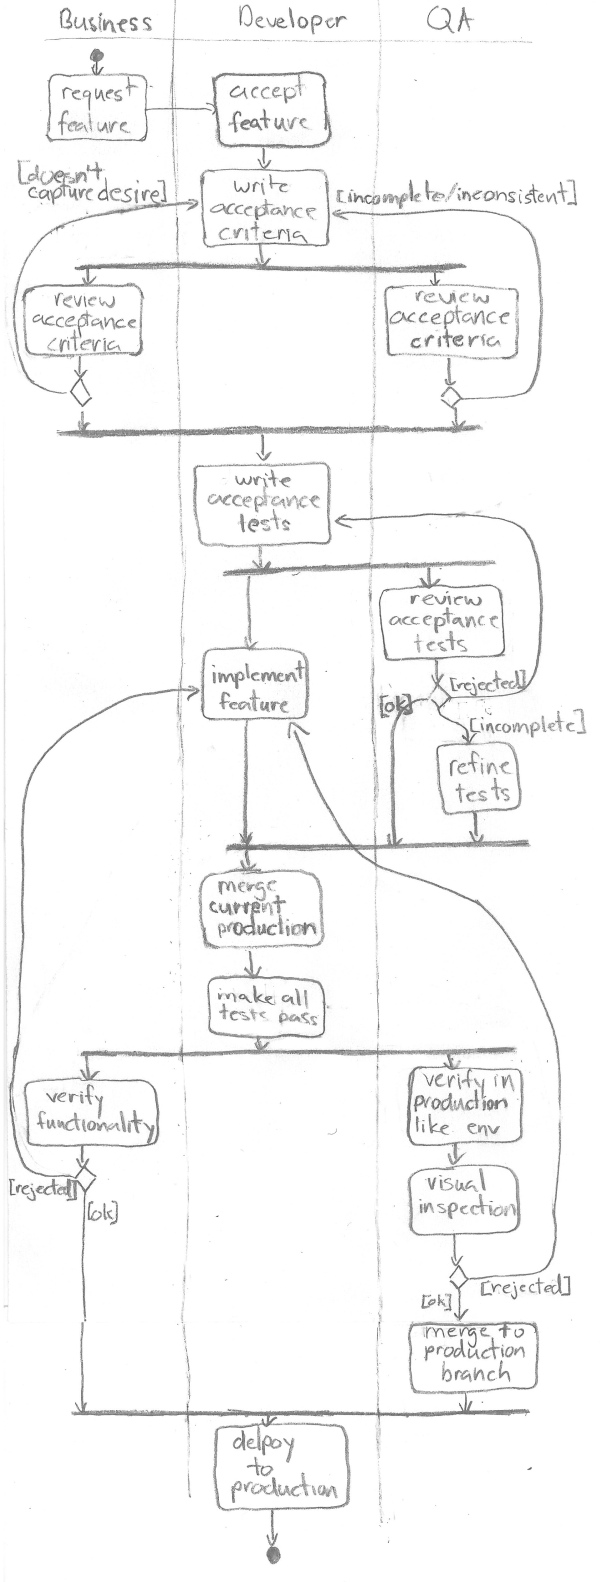 Business Developer QA
request
feature
accept
feature
[doesn't
capture desire]
write
acceptance
criteria
[incomplete/inconsistent]
review
acceptance
criteria
review
acceptance
criteria
write
acceptance
tests
review
acceptance
tests
implement
feature
[rejected]
[ok]
[incomplete]
refine
tests
merge
current
production
make all
tests pass
verify
functionality
verify in
production
like env
[rejected]
[ok]
visual
inspection
[rejected]
[ok]
merge to
production
branch
delpoy
to
production